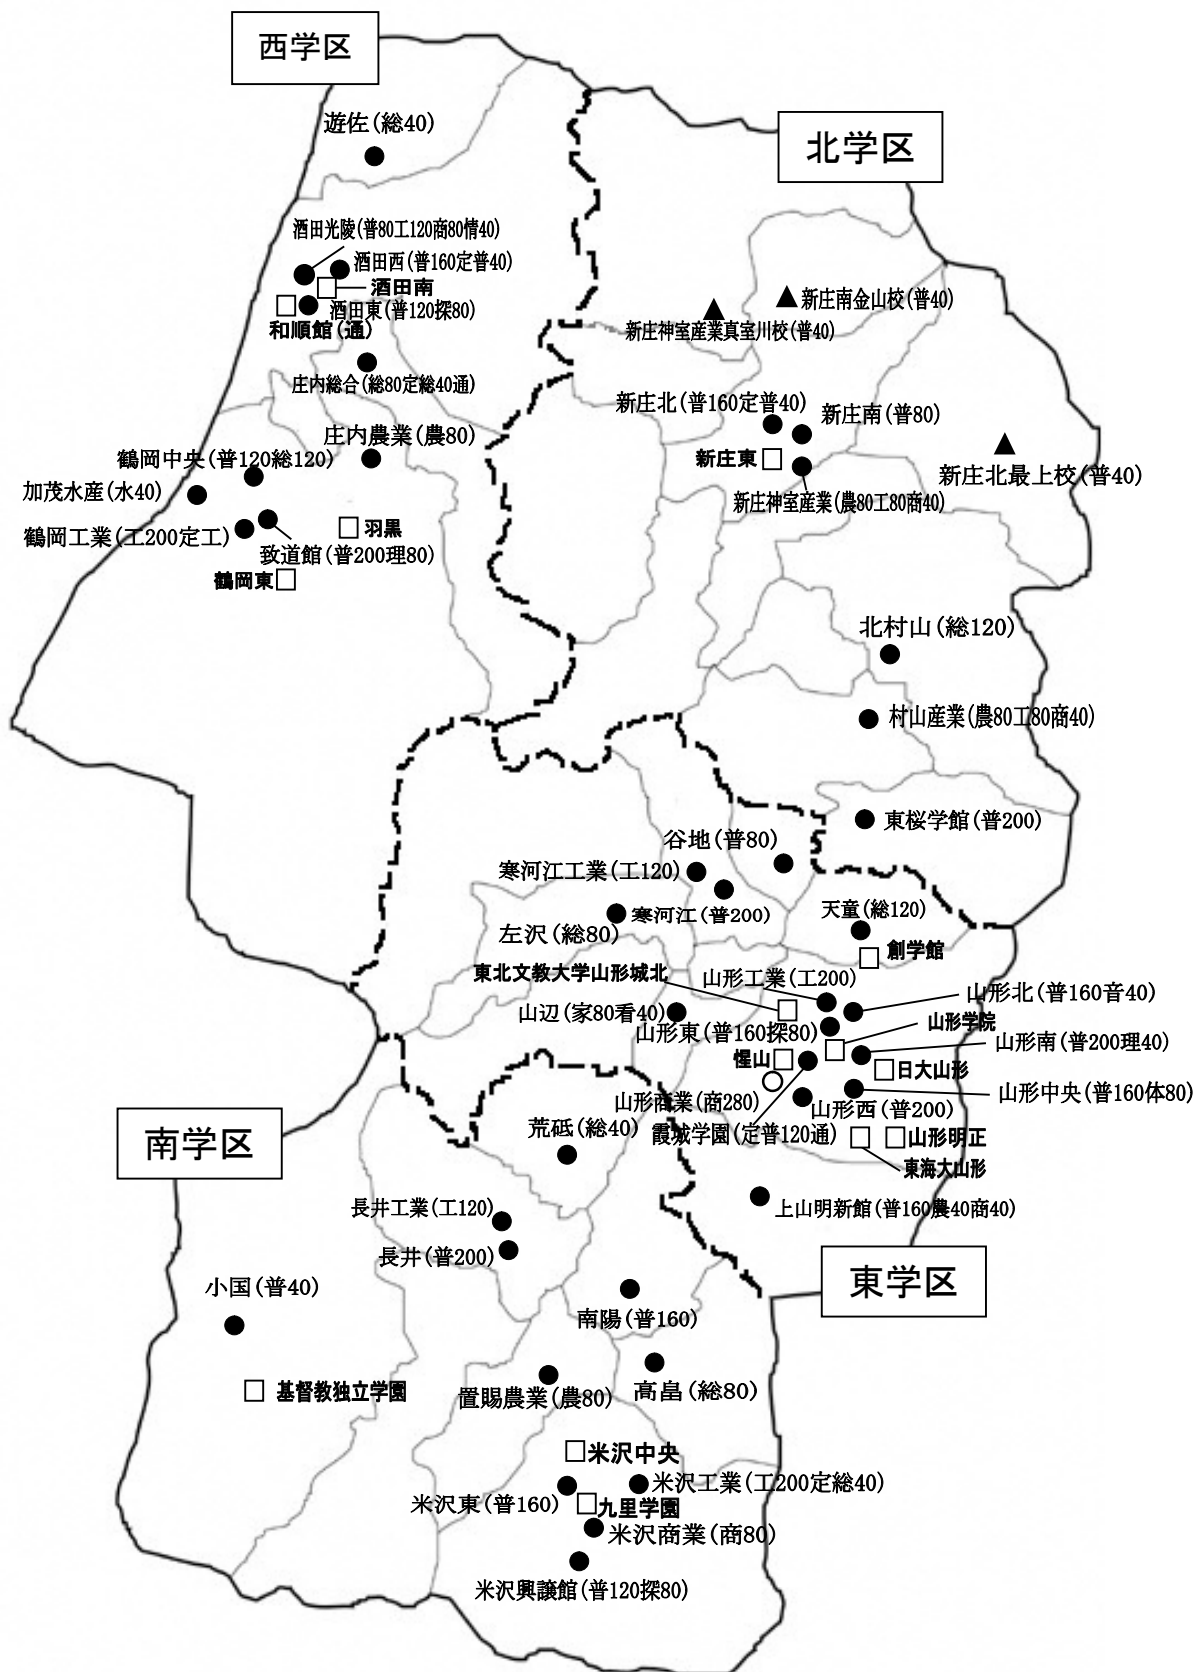 西学区
遊佐(総40)
北学区
酒田光陵(普80工120商80情40)
酒田西(普160定普40)
酒田南
酒田東(普120探80)
和順館(通)
新庄南金山校(普40)
新庄神室産業真室川校(普40)
庄内総合(総80定総40通)
新庄北(普160定普40)
新庄南(普80)
庄内農業(農80)
鶴岡中央(普120総120)
新庄東
新庄北最上校(普40)
加茂水産(水40)
新庄神室産業(農80工80商40)
鶴岡工業(工200定工)
羽黒
致道館(普200理80)
鶴岡東
北村山(総120)
村山産業(農80工80商40)
東桜学館(普200)
谷地(普80)
寒河江工業(工120)
寒河江(普200)
天童(総120)
左沢(総80)
創学館
東北文教大学山形城北
山形工業(工200)
山形北(普160音40)
山辺(家80看40)
山形東(普160探80)
山形学院
山形南(普200理40)
惺山
日大山形
山形商業(商280)
山形西(普200)
山形中央(普160体80)
南学区
荒砥(総40)
霞城学園(定普120通)
山形明正
東海大山形
長井工業(工120)
上山明新館(普160農40商40)
長井(普200)
東学区
小国(普40)
南陽(普160)
基督教独立学園
置賜農業(農80)
高畠(総80)
米沢中央
米沢工業(工200定総40)
米沢東(普160)
九里学園
米沢商業(商80)
米沢興譲館(普120探80)